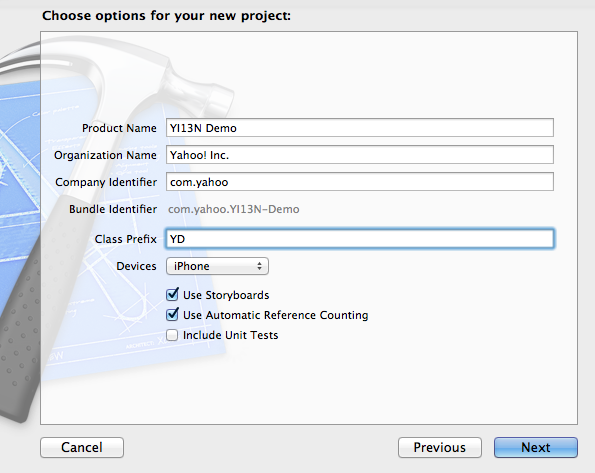 Choose options for your new project:
Product Name YI13N Demo
Organization Name Yahoo! Inc.
Company Identifier com.yahoo
Bundle Identifier com.yahoo.YI13N-Demo
Class Prefix YD
Devices iPhone
Use Storyboards
Use Automatic Reference Counting
Include Unit Tests
Cancel Previous Next